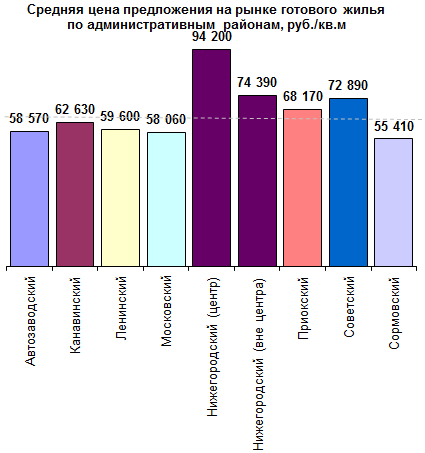 Средняя цена предложения на рынке готового жилья
по административным районам, руб./кв.м
58 570
62 630
59 600
58 060
94 200
74 390
68 170
72 890
55 410
Автозаводский
Канавинский
Ленинский
Московский
Нижегородский (центр)
Нижегородский (вне центра)
Приокский
Советский
Сормовский